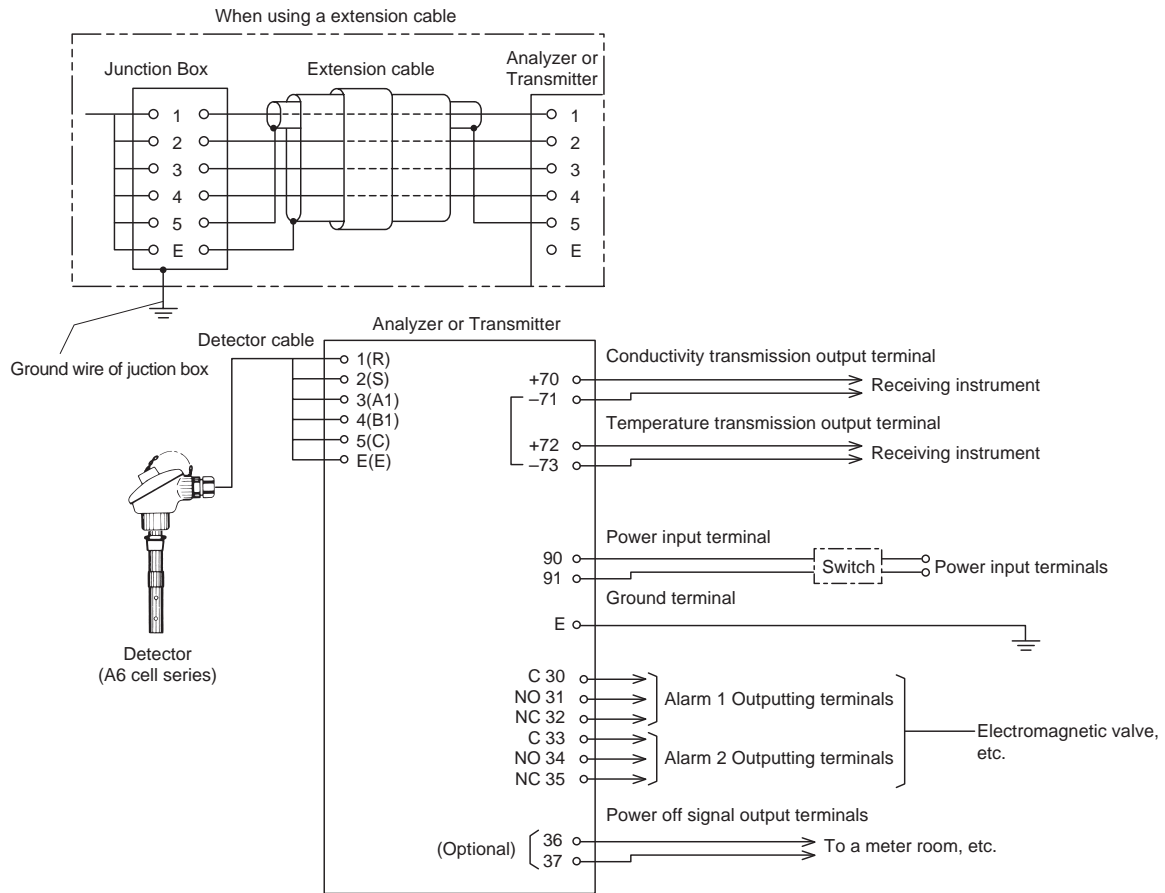 When using a extension cable
Junction Box
Extension cable
Analyzer or
Transmitter
1
2
3
4
5
E
1
2
3
4
5
E
Ground wire of juction box
Detector cable
Analyzer or Transmitter
1(R)
2(S)
3(A1)
4(B1)
5(C)
E(E)
Detector
(A6 cell series)
Conductivity transmission output terminal
+70
–71
Receiving instrument
Temperature transmission output terminal
+72
–73
Receiving instrument
Power input terminal
90
91
Switch
Power input terminals
Ground terminal
E
C 30
NO 31
NC 32
Alarm 1 Outputting terminals
C 33
NO 34
NC 35
Alarm 2 Outputting terminals
Electromagnetic valve,
etc.
Power off signal output terminals
(Optional)
36
37
To a meter room, etc.